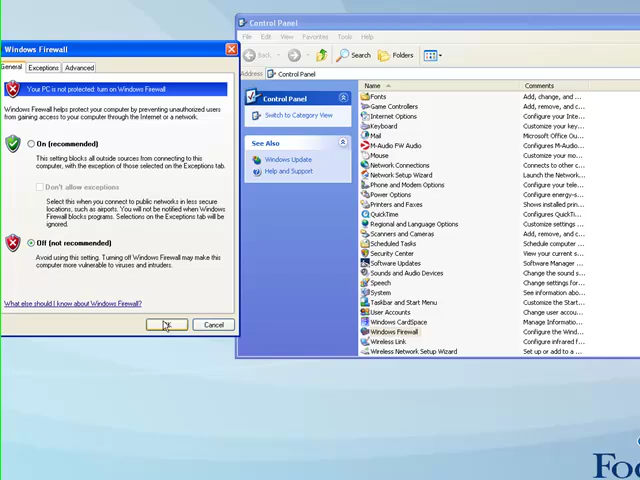 Windows Firewall
General Exceptions Advanced
Your PC is not protected: turn on Windows Firewall
Windows Firewall helps protect your computer by preventing unauthorized users
from gaining access to your computer through the Internet or a network.
On (recommended)
This setting blocks all outside sources from connecting to this
computer, with the exception of those selected on the Exceptions tab.
Don't allow exceptions
Select this when you connect to public networks in less secure
locations, such as airports. You will not be notified when Windows
Firewall blocks programs. Selections on the Exceptions tab will be
ignored.
Off (not recommended)
Avoid using this setting. Turning off Windows Firewall may make this
computer more vulnerable to viruses and intruders.
What else should I know about Windows Firewall?
Cancel
Control Panel
File Edit View Favorites Tools Help
Back Search Folders
Address Control Panel
Control Panel
Switch to Category View
See Also
Windows Update
Help and Support
Name Comments
Fonts Add, change, and ...
Game Controllers Add, remove, and c...
Internet Options Configure your Inte...
Keyboard Customize your key...
Mail Microsoft Office Ou...
M-Audio FW Audio Add, remove, and c...
Mouse Customize your mo...
Network Connections Connects to other c...
Network Setup Wizard Launch the Network...
Phone and Modem Options Configure your tele...
Power Options Configure energy-s...
Printers and Faxes Shows installed prin...
QuickTime Configures QuickTi...
Regional and Language Options Customize settings ...
Scanners and Cameras Add, remove, and c...
Scheduled Tasks Schedule computer ...
Security Center View your current s...
Software Updates Software Manager ...
Sounds and Audio Devices Change the sound s...
Speech Change settings for...
System See information abo...
Taskbar and Start Menu Customize the Start...
User Accounts Change user accou...
Windows CardSpace Manage Informatio...
Windows Firewall Configure the Wind...
Wireless Link Configure infrared f...
Wireless Network Setup Wizard Set up or add to a ...